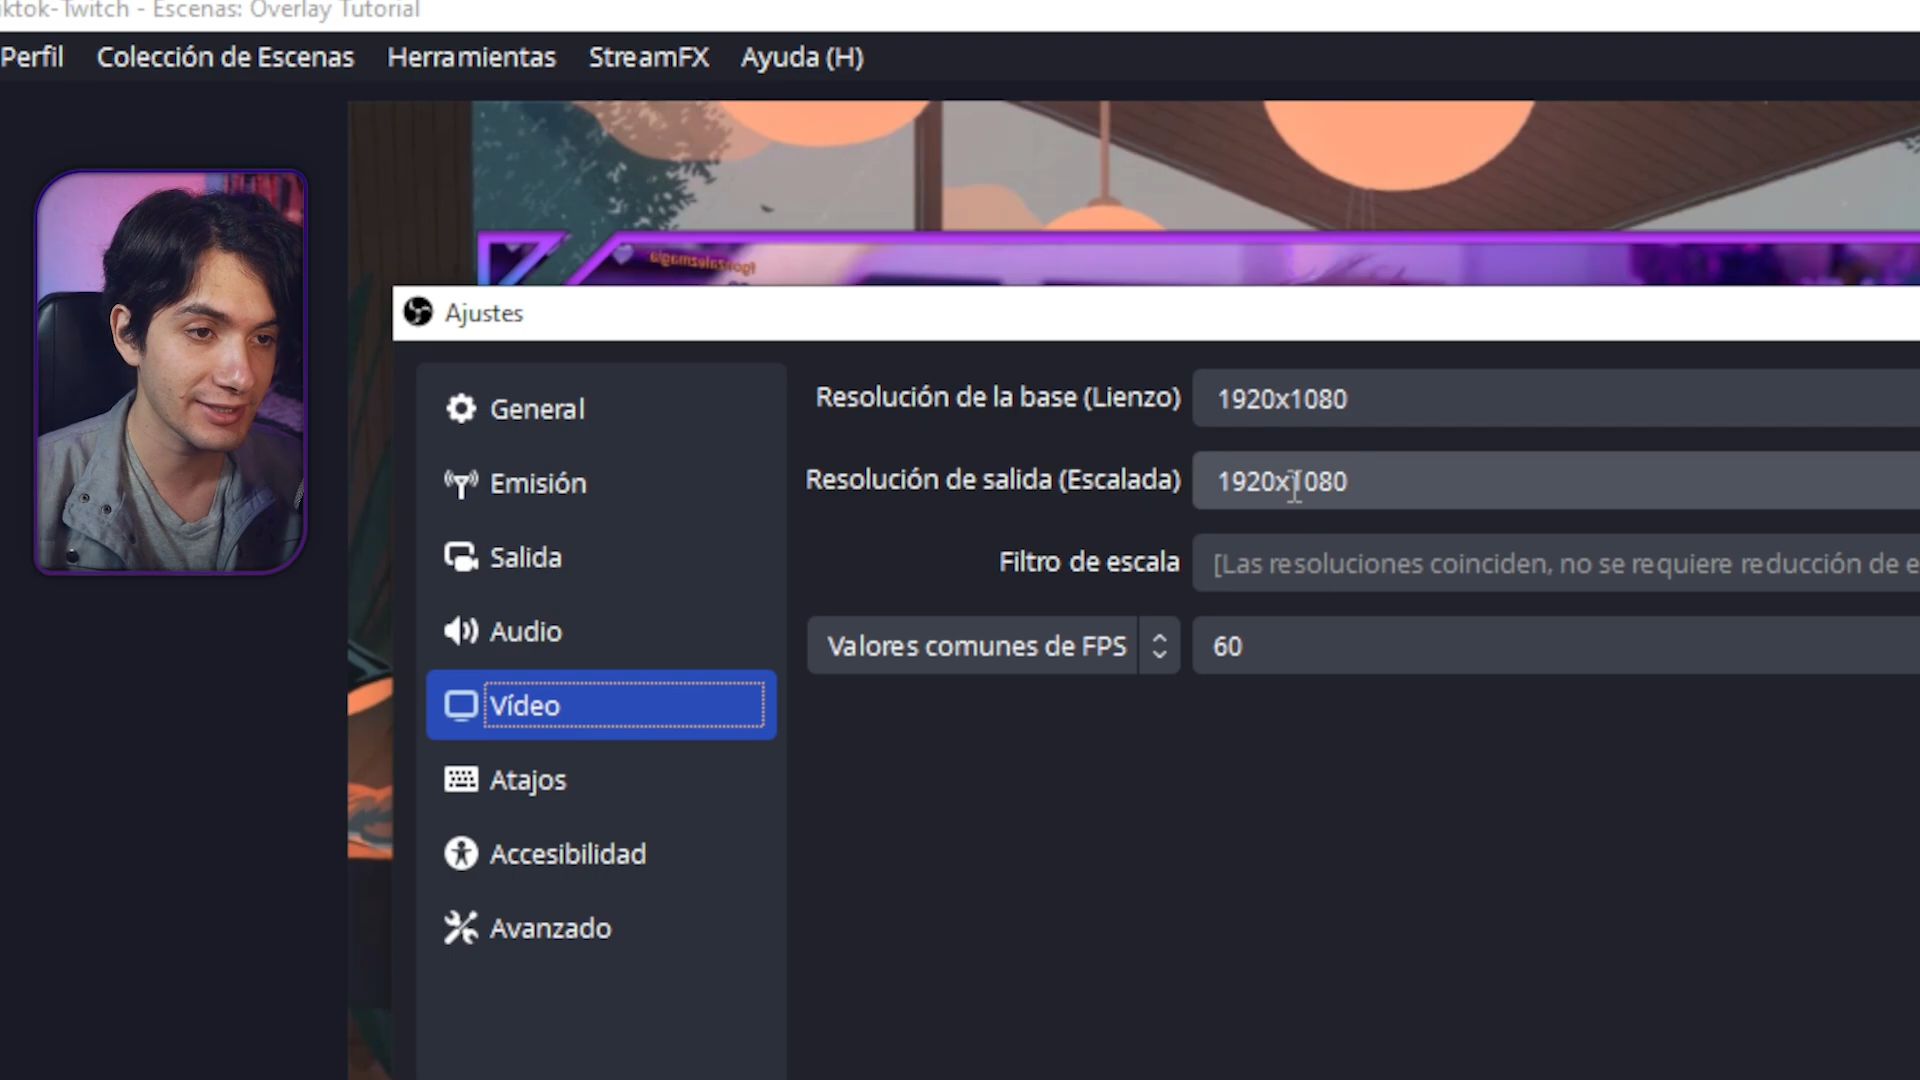 iktok-Twitch - Escenas: Overlay Tutorial
Perfil Colección de Escenas Herramientas StreamFX Ayuda (H)
Ajustes
General
Emisión
Salida
Audio
Vídeo
Atajos
Accesibilidad
Avanzado
Resolución de la base (Lienzo) 1920x1080
Resolución de salida (Escalada) 1920x1080
Filtro de escala [Las resoluciones coinciden, no se requiere reducción de e
Valores comunes de FPS 60